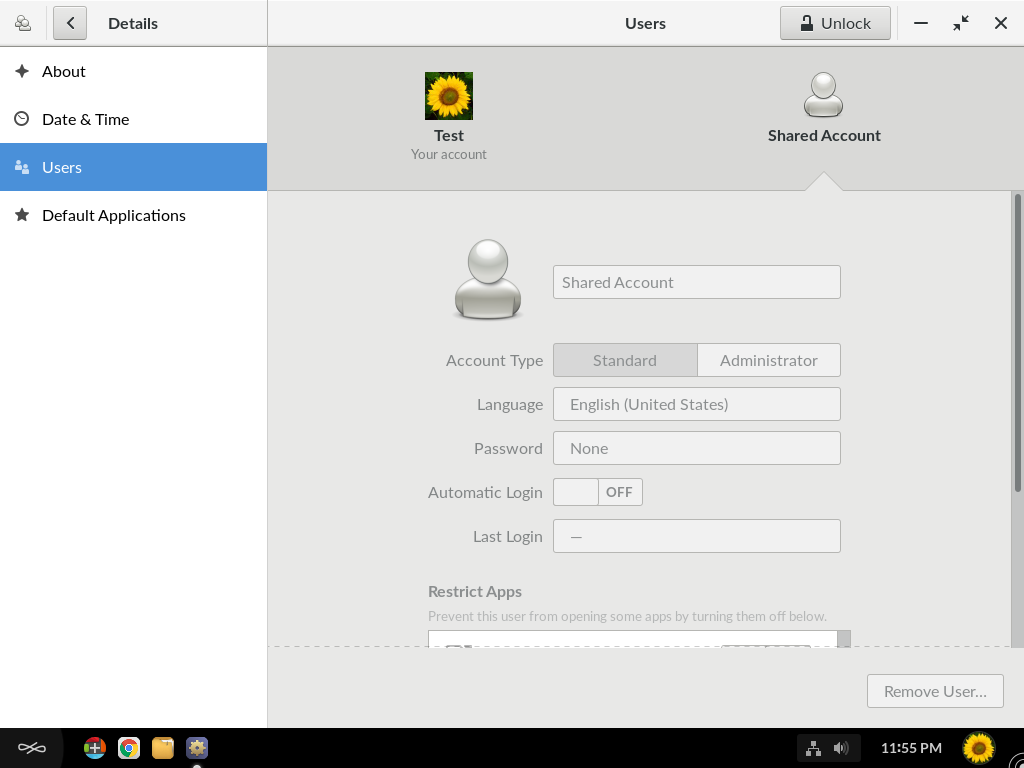 Details
Users
Unlock
About
Date & Time
Users
Default Applications
Test
Your account
Shared Account
Shared Account
Account Type
Standard
Administrator
Language
English (United States)
Password
None
Automatic Login
OFF
Last Login
—
Restrict Apps
Prevent this user from opening some apps by turning them off below.
Remove User...
11:55 PM